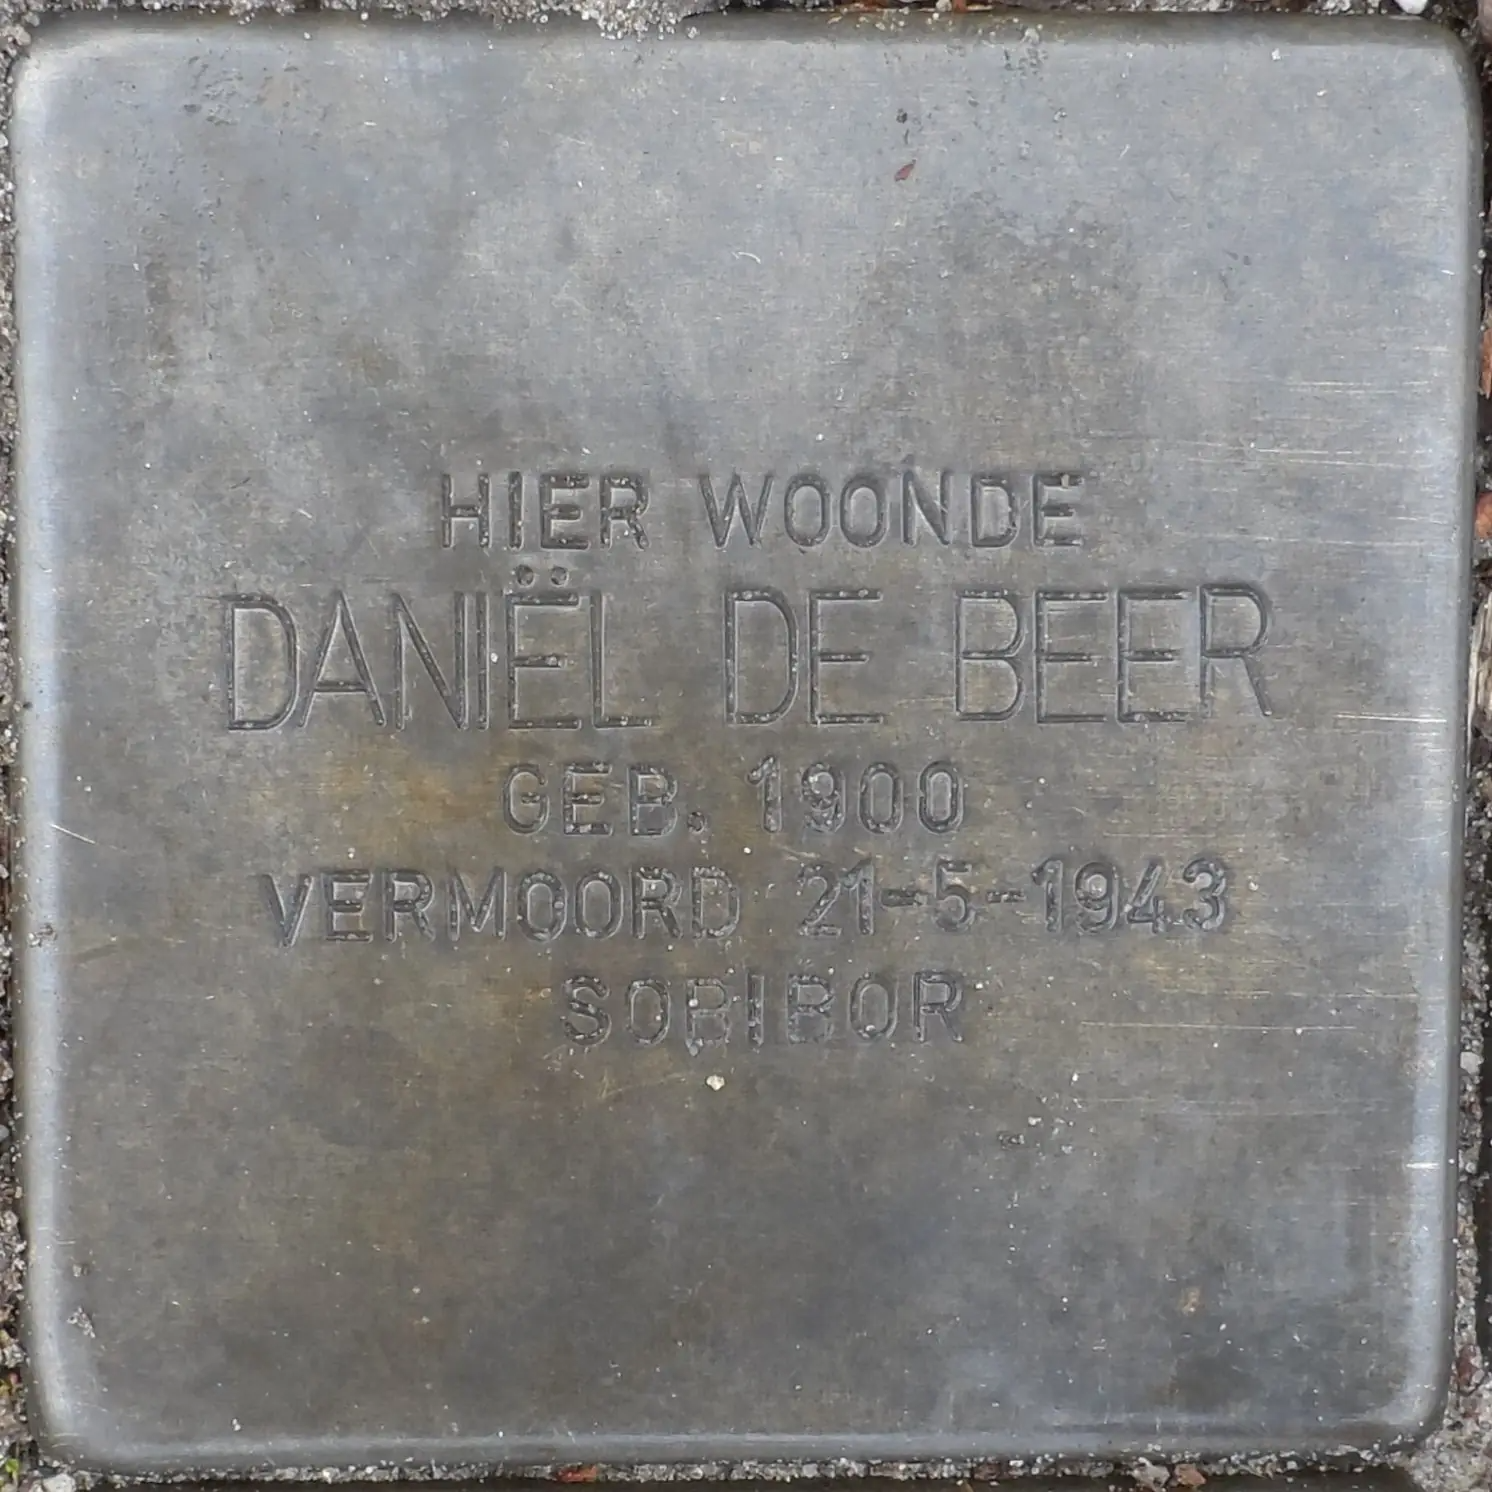 HIER WOONDE
DANIËL DE BEER
GEB. 1900
VERMOORD 21-5-1943
SOBIBOR